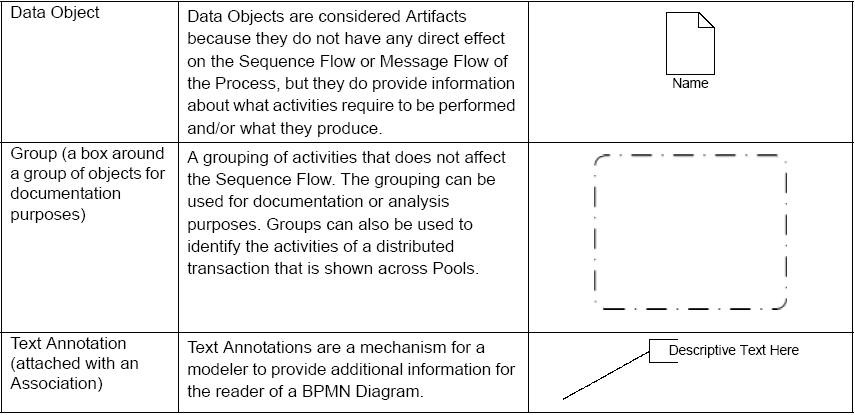 Data Object
Data Objects are considered Artifacts
because they do not have any direct effect
on the Sequence Flow or Message Flow of
the Process, but they do provide information
about what activities require to be performed
and/or what they produce.
Name
Group (a box around
a group of objects for
documentation
purposes)
A grouping of activities that does not affect
the Sequence Flow. The grouping can be
used for documentation or analysis
purposes. Groups can also be used to
identify the activities of a distributed
transaction that is shown across Pools.
Text Annotation
(attached with an
Association)
Text Annotations are a mechanism for a
modeler to provide additional information for
the reader of a BPMN Diagram.
Descriptive Text Here